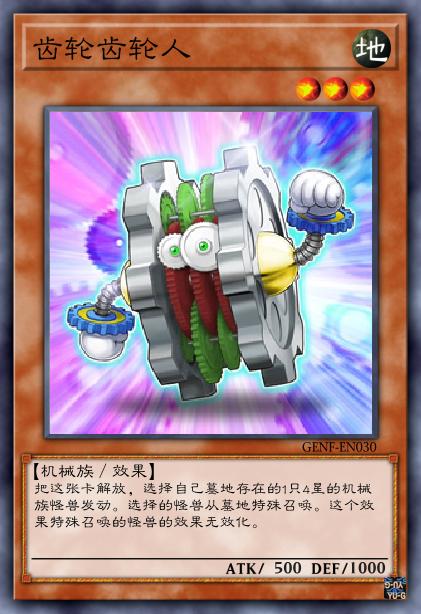 齿轮齿轮人
地
GENF-EN030
【机械族／效果】
把这张卡解放，选择自己墓地存在的1只4星的机械
族怪兽发动。选择的怪兽从墓地特殊召唤。这个效
果特殊召唤的怪兽的效果无效化。
ATK/ 500 DEF/1000